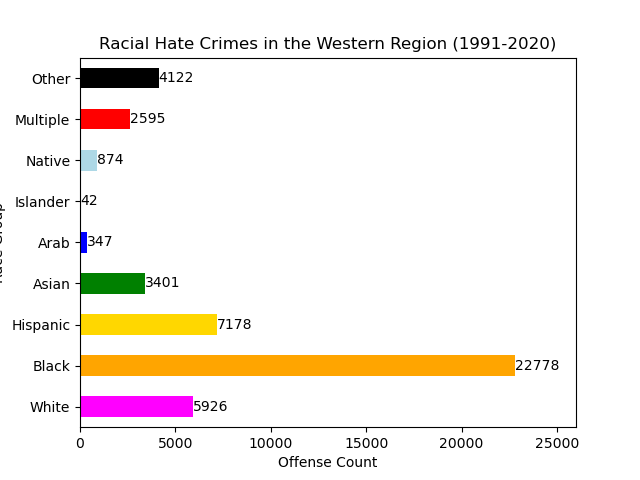 Racial Hate Crimes in the Western Region (1991-2020)
Other 4122
Multiple 2595
Native 874
Islander 42
Arab 347
Asian 3401
Hispanic 7178
Black 22778
White 5926
0 5000 10000 15000 20000 25000
Offense Count